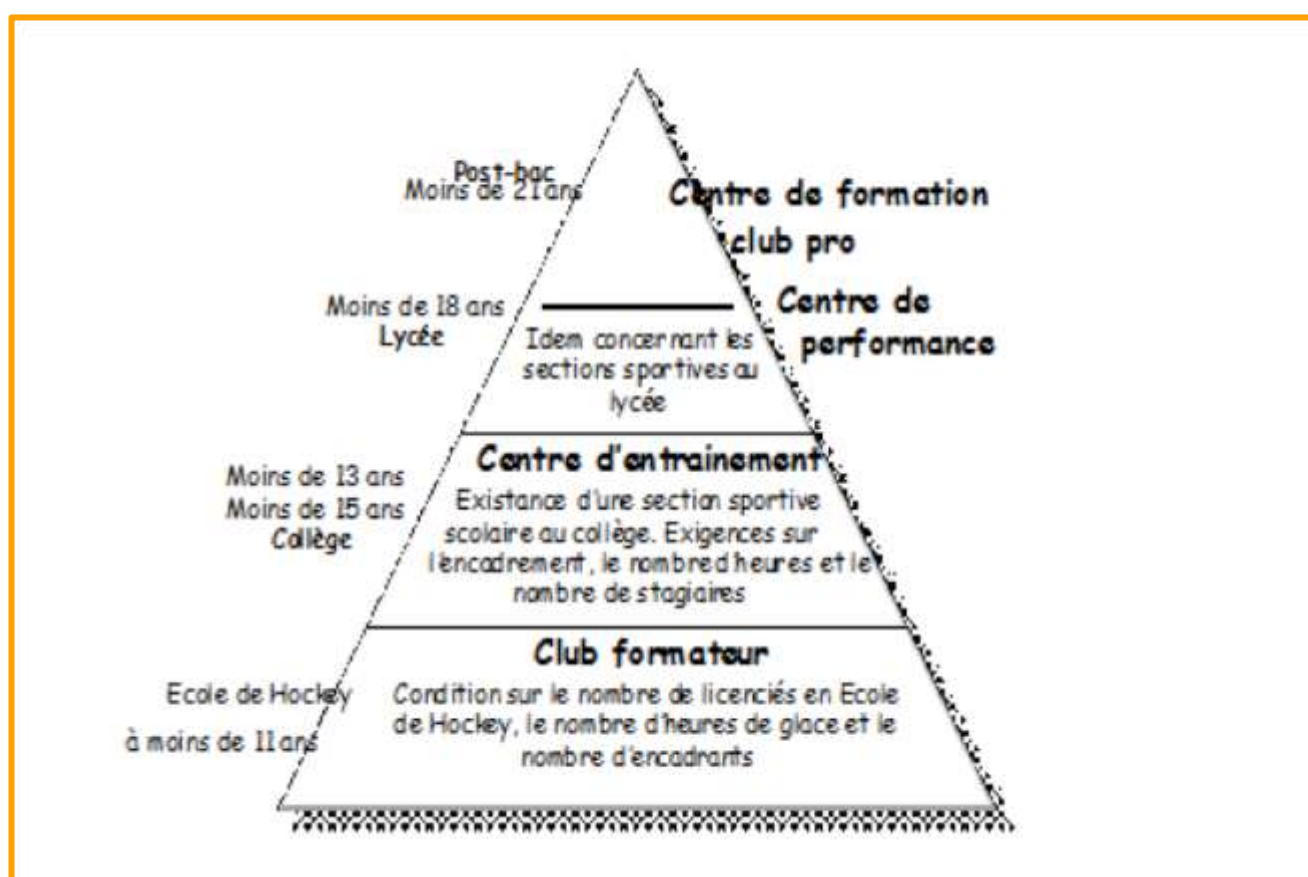 Post-bac
Moins de 21 ans
Centre de formation
club pro
Moins de 18 ans
Lycée
Centre de
performance
Idem concernant les
sections sportives au
lycée
Moins de 13 ans
Moins de 15 ans
Collège
Centre d'entrainement
Existance d'une section sportive
scolaire au collège. Exigences sur
l'encadrement, le nombre d'heures et le
nombre de stagiaires
Ecole de Hockey
à moins de 11 ans
Club formateur
Condition sur le nombre de licenciés en Ecole
de Hockey, le nombre d'heures de glace et le
nombre d'encadrants